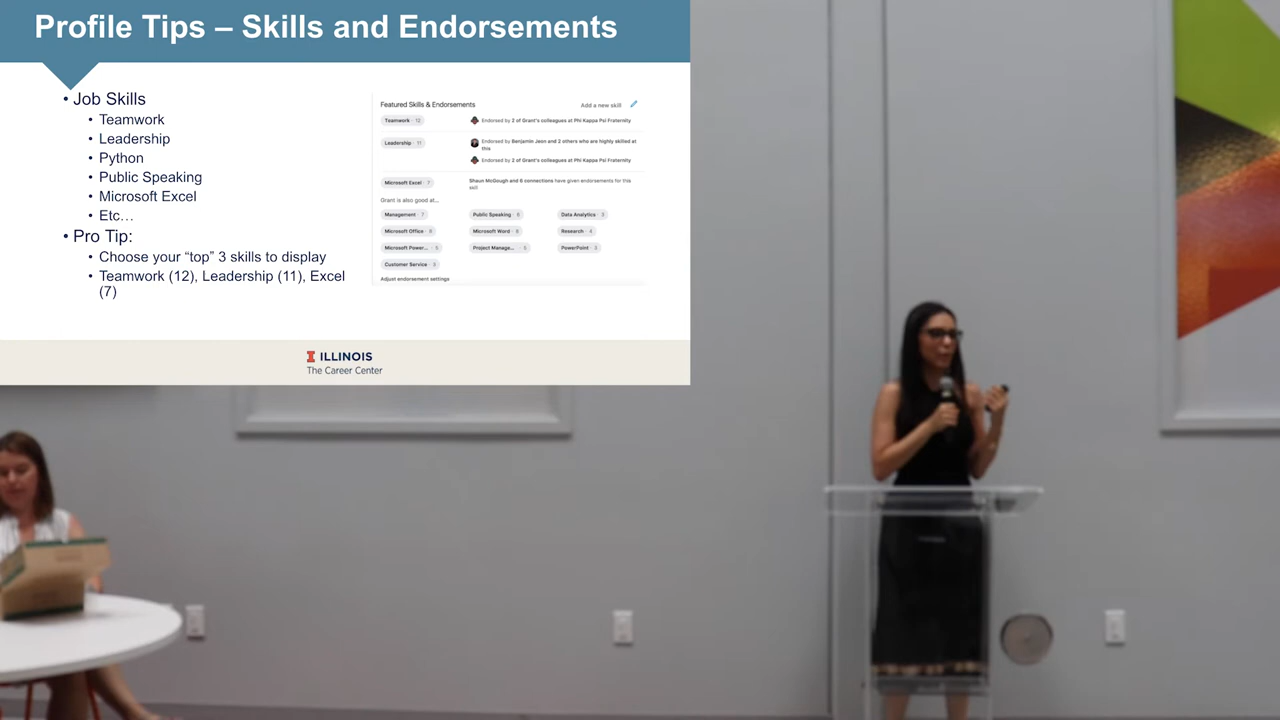 Profile Tips – Skills and Endorsements
• Job Skills
• Teamwork
• Leadership
• Python
• Public Speaking
• Microsoft Excel
• Etc…
• Pro Tip:
• Choose your “top” 3 skills to display
• Teamwork (12), Leadership (11), Excel
(7)
Featured Skills & Endorsements
Add a new skill
Teamwork · 12
Endorsed by 2 of Grant's colleagues at Phi Kappa Psi Fraternity
Leadership · 11
Endorsed by Benjamin Jeon and 2 others who are highly skilled at
this
Endorsed by 2 of Grant's colleagues at Phi Kappa Psi Fraternity
Microsoft Excel · 7
Shaun McGough and 6 connections have given endorsements for this
skill
Grant is also good at...
Management · 7
Public Speaking · 6
Data Analytics · 3
Microsoft Office · 8
Microsoft Word · 8
Research · 4
Microsoft Power... · 5
Project Manage... · 5
PowerPoint · 3
Customer Service · 3
Adjust endorsement settings
I ILLINOIS
The Career Center